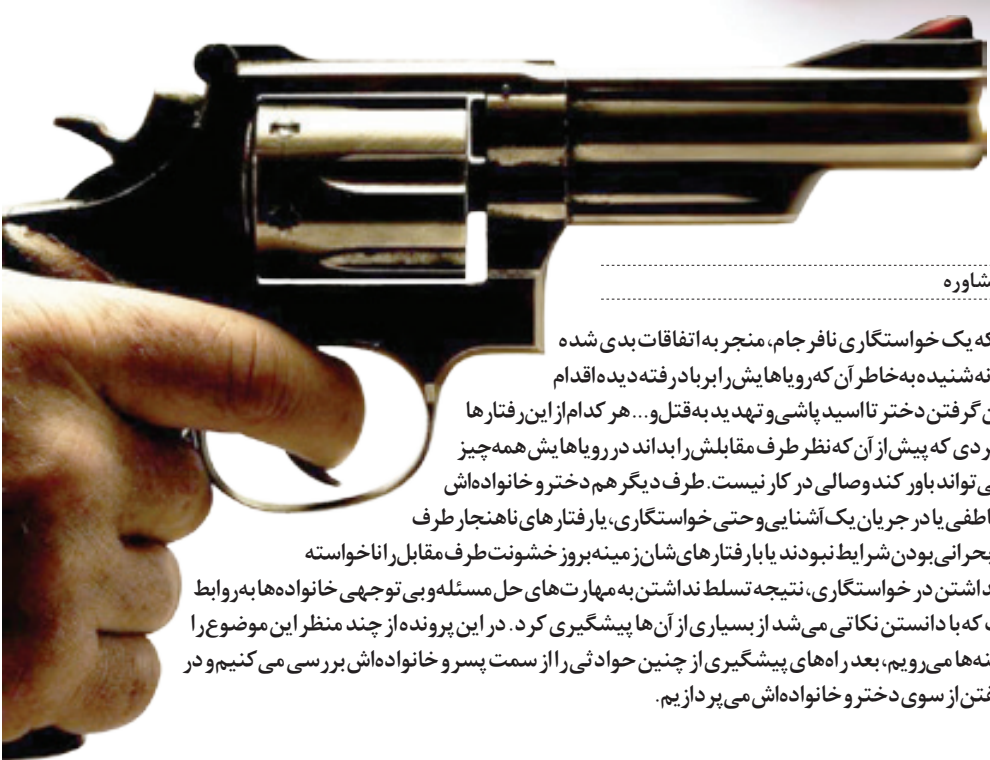 شاوره
که یک خواستگاری نافرجام، منجر به اتفاقات بدی شده
نه شنیده به خاطر آن که رویاهایش را بر باد رفته دیده اقدام
گرفتن دختر تا اسید پاشی و تهدید به قتل و... هر کدام از این رفتارها
ردی که پیش از آن که نظر طرف مقابلش را بداند در رویاهایش همه چیز
ی تواند باور کند وصالی در کار نیست. طرف دیگر هم دختر و خانواده‌اش
اطفی یا در جریان یک آشنایی و حتی خواستگاری، یا رفتارهای ناهنجار طرف
بحرانی بودن شرایط نبودند یا با رفتارهای‌شان زمینه بروز خشونت طرف مقابل را ناخواسته
داشتن در خواستگاری، نتیجه تسلط نداشتن به مهارت‌های حل مسئله و بی توجهی خانواده‌ها به روابط
که با دانستن نکاتی می‌شد از بسیاری از آن‌ها پیشگیری کرد. در این پرونده از چند منظر این موضوع را
نه‌ها می‌رویم، بعد راه‌های پیشگیری از چنین حوادثی را از سمت پسر و خانواده‌اش بررسی می‌کنیم و در
فتن از سوی دختر و خانواده‌اش می‌پردازیم.